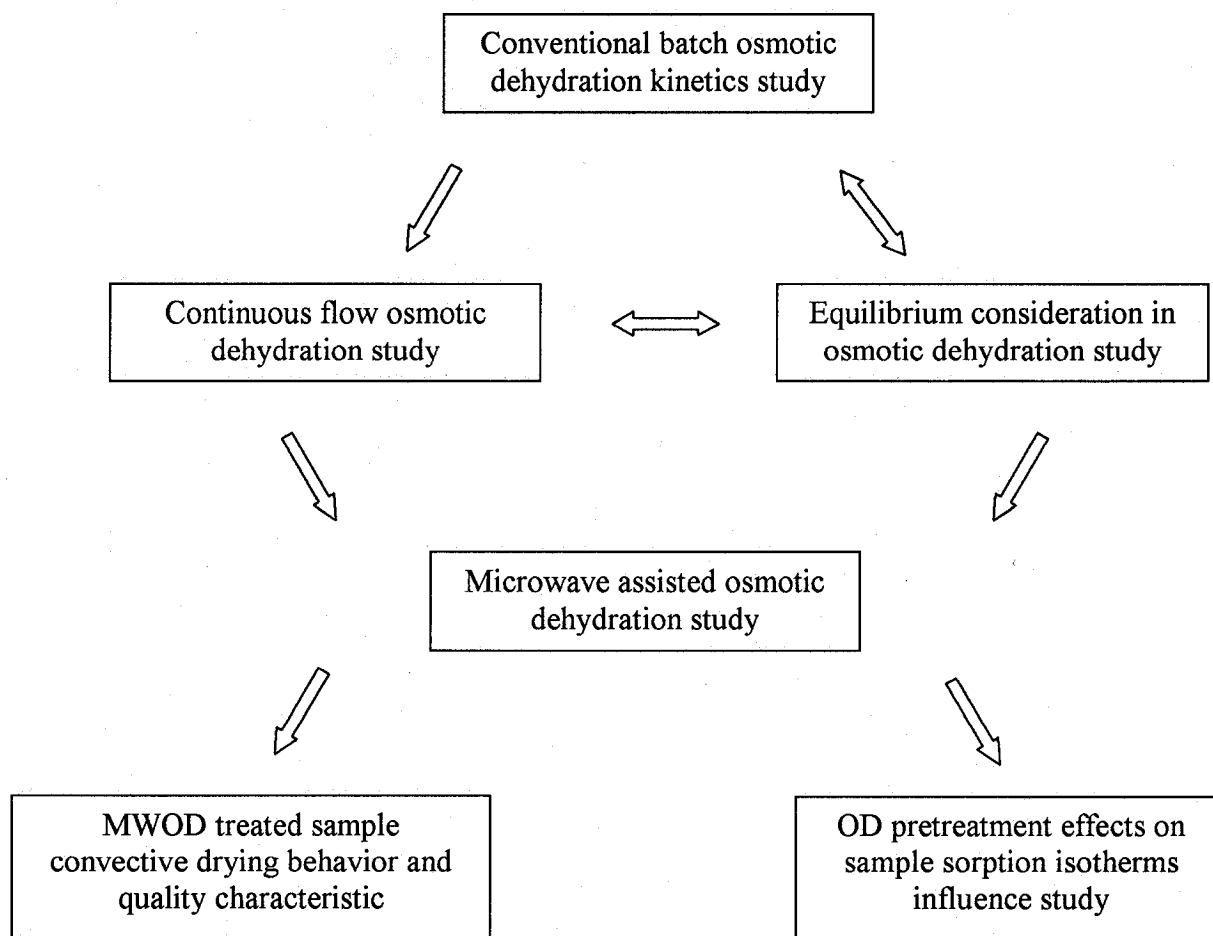 Conventional batch osmotic
dehydration kinetics study
Continuous flow osmotic
dehydration study
Equilibrium consideration in
osmotic dehydration study
Microwave assisted osmotic
dehydration study
MWOD treated sample
convective drying behavior and
quality characteristic
OD pretreatment effects on
sample sorption isotherms
influence study